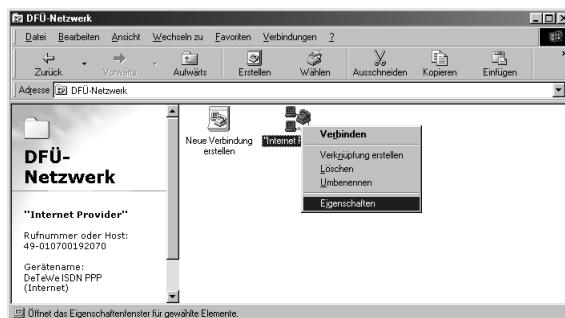 DFÜ-Netzwerk
Datei Bearbeiten Ansicht Wechseln zu Favoriten Verbindungen ?
Zurück Vorwärts Aufwärts Erstellen Wählen Ausschneiden Kopieren Einfügen
Adresse DFÜ-Netzwerk
DFÜ-
Netzwerk
"Internet Provider"
Rufnummer oder Host:
49-010700192070
Gerätename:
DeTeWe ISDN PPP
(Internet)
Neue Verbindung
erstellen
"Internet P
Verbinden
Verknüpfung erstellen
Löschen
Umbenennen
Eigenschaften
Öffnet das Eigenschaftenfenster für gewählte Elemente.